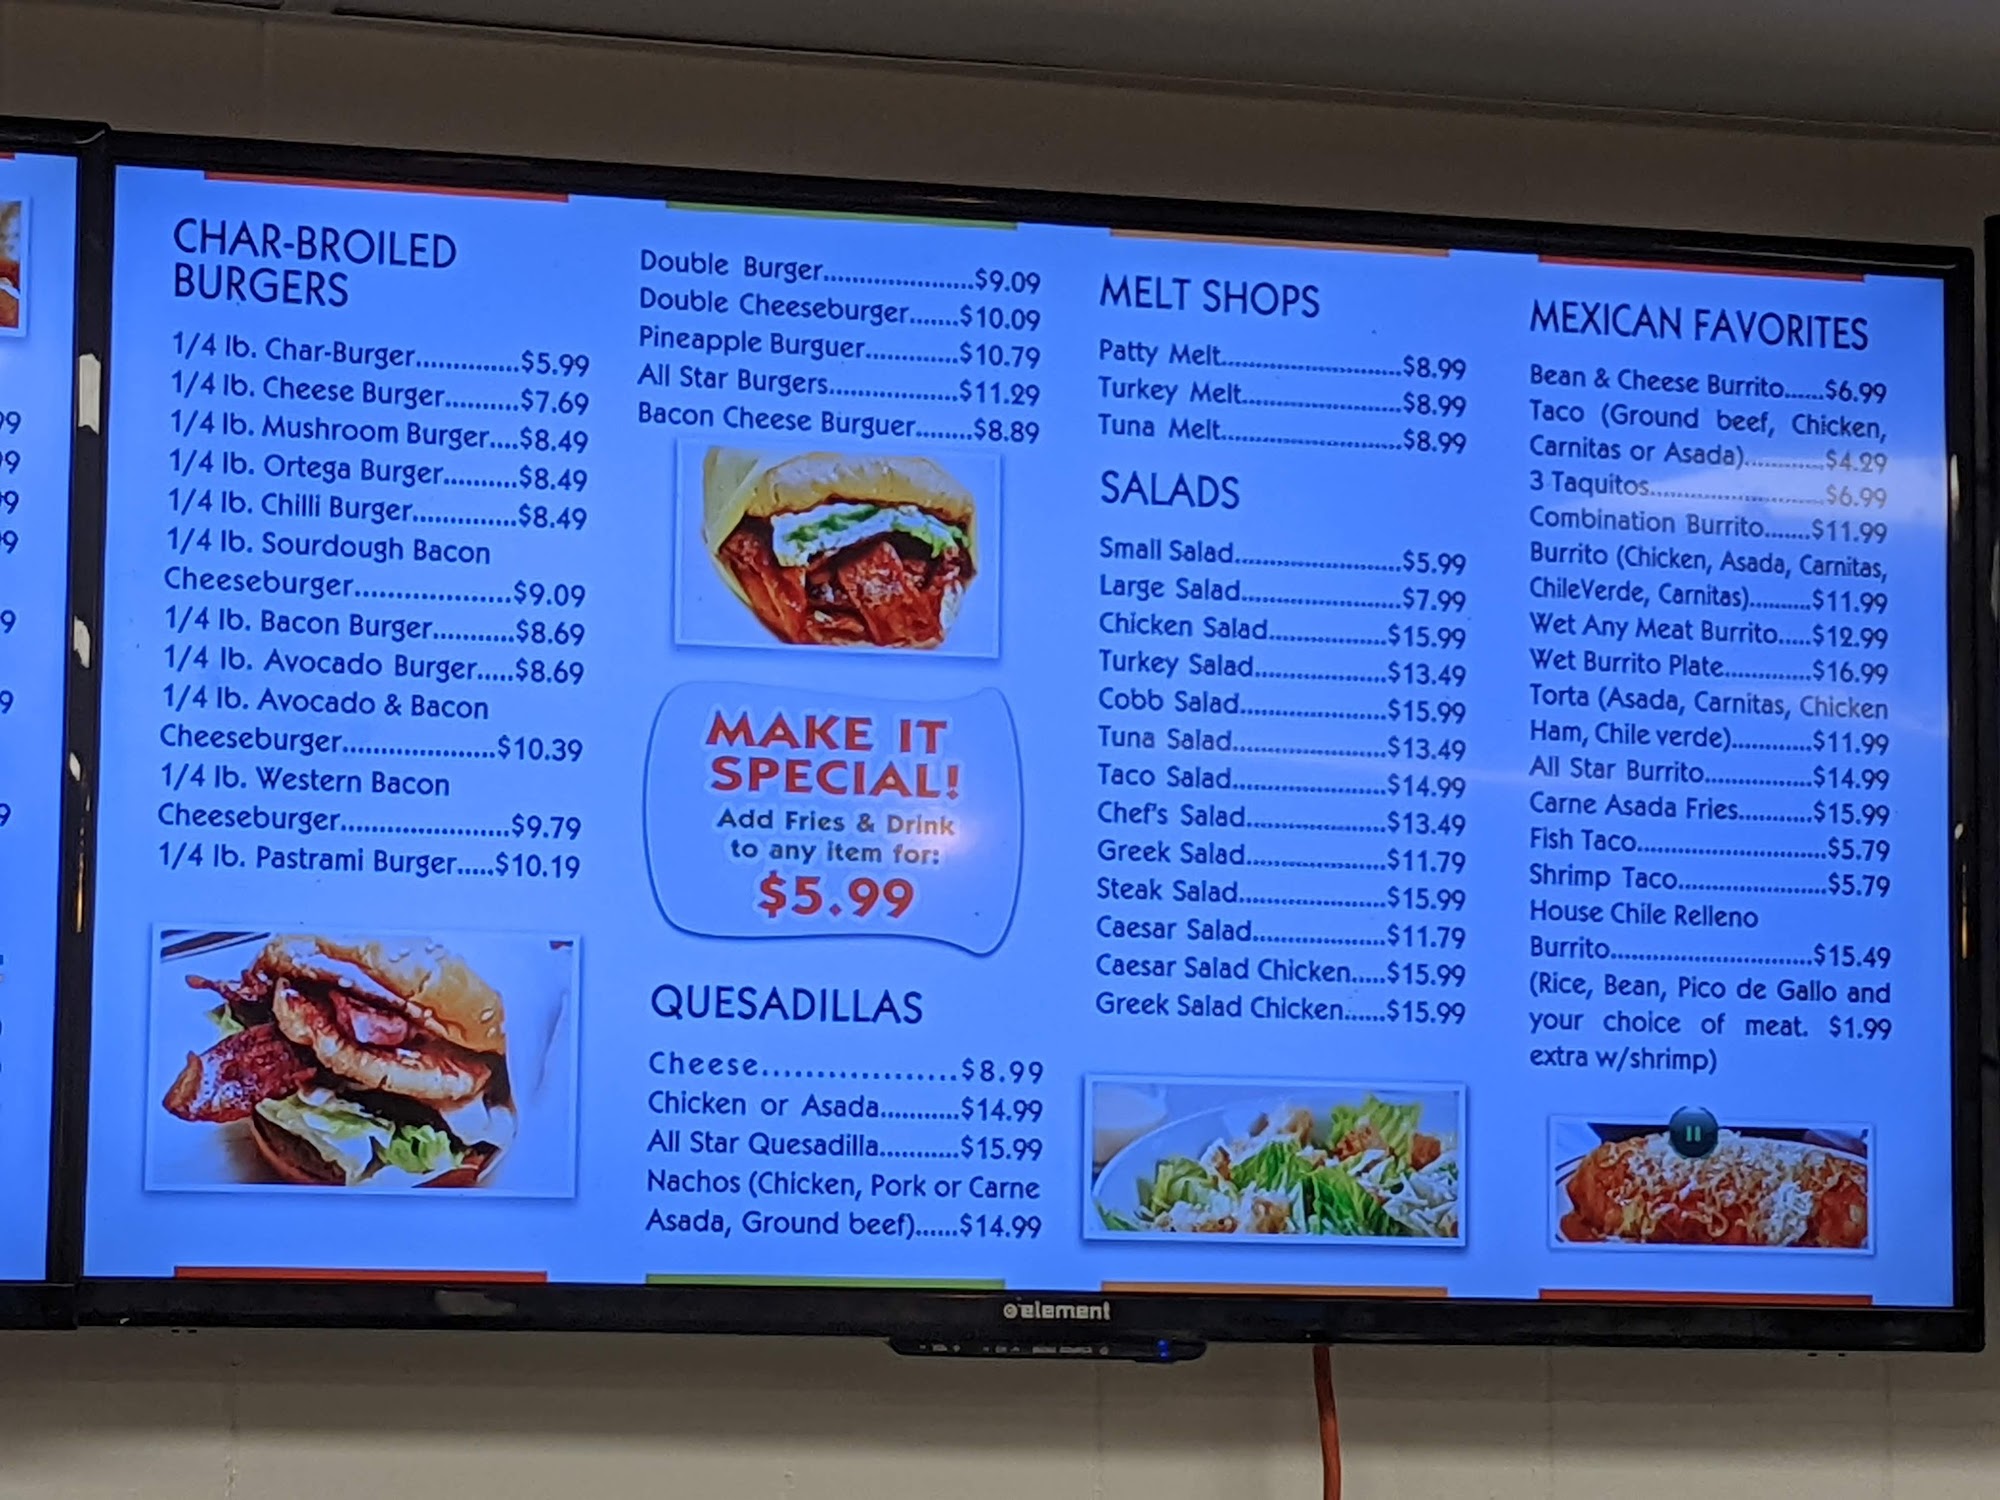 CHAR-BROILED
BURGERS
1/4 lb. Char-Burger...............$5.99
1/4 lb. Cheese Burger...........$7.69
1/4 lb. Mushroom Burger....$8.49
1/4 lb. Ortega Burger...........$8.49
1/4 lb. Chilli Burger...............$8.49
1/4 lb. Sourdough Bacon
Cheeseburger....................$9.09
1/4 lb. Bacon Burger............$8.69
1/4 lb. Avocado Burger.....$8.69
1/4 lb. Avocado & Bacon
Cheeseburger....................$10.39
1/4 lb. Western Bacon
Cheeseburger......................$9.79
1/4 lb. Pastrami Burger.....$10.19
Double Burger......................$9.09
Double Cheeseburger.......$10.09
Pineapple Burguer.............$10.79
All Star Burgers..................$11.29
Bacon Cheese Burguer........$8.89
MAKE IT
SPECIAL!
Add Fries & Drink
to any item for:
$5.99
QUESADILLAS
Cheese...................$8.99
Chicken or Asada...........$14.99
All Star Quesadilla...........$15.99
Nachos (Chicken, Pork or Carne
Asada, Ground beef)......$14.99
MELT SHOPS
Patty Melt.........................$8.99
Turkey Melt......................$8.99
Tuna Melt.........................$8.99
SALADS
Small Salad.......................$5.99
Large Salad......................$7.99
Chicken Salad.................$15.99
Turkey Salad...................$13.49
Cobb Salad.....................$15.99
Tuna Salad......................$13.49
Taco Salad......................$14.99
Chef's Salad....................$13.49
Greek Salad....................$11.79
Steak Salad.....................$15.99
Caesar Salad...................$11.79
Caesar Salad Chicken.....$15.99
Greek Salad Chicken......$15.99
MEXICAN FAVORITES
Bean & Cheese Burrito......$6.99
Taco (Ground beef, Chicken,
Carnitas or Asada)............$4.29
3 Taquitos.........................$6.99
Combination Burrito.......$11.99
Burrito (Chicken, Asada, Carnitas,
ChileVerde, Carnitas).........$11.99
Wet Any Meat Burrito.....$12.99
Wet Burrito Plate.............$16.99
Torta (Asada, Carnitas, Chicken
Ham, Chile verde)............$11.99
All Star Burrito................$14.99
Carne Asada Fries...........$15.99
Fish Taco...........................$5.79
Shrimp Taco......................$5.79
House Chile Relleno
Burrito..............................$15.49
(Rice, Bean, Pico de Gallo and
your choice of meat. $1.99
extra w/shrimp)
element